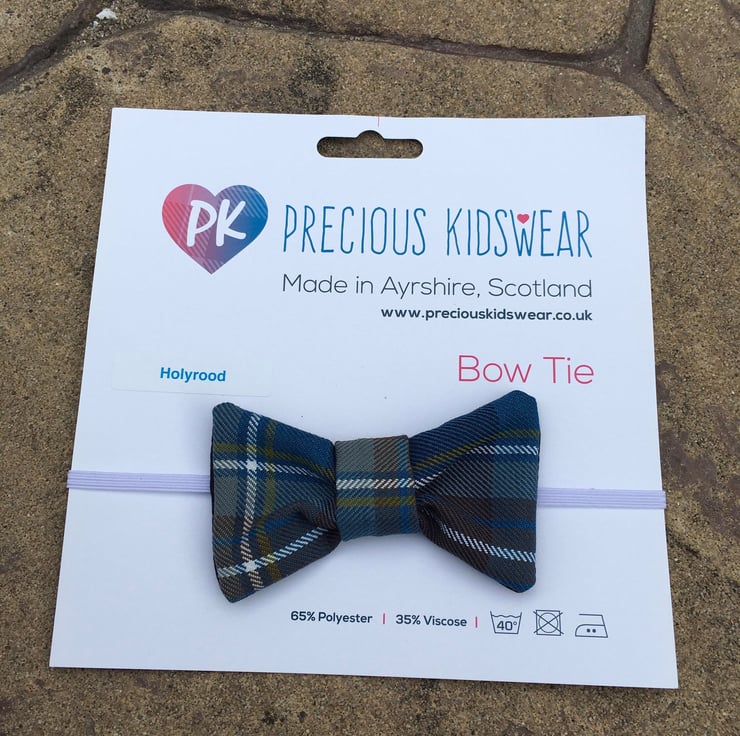 PK
PRECIOUS KIDSWEAR
Made in Ayrshire, Scotland
www.preciouskidswear.co.uk
Bow Tie
Holyrood
65% Polyester | 35% Viscose | 40°